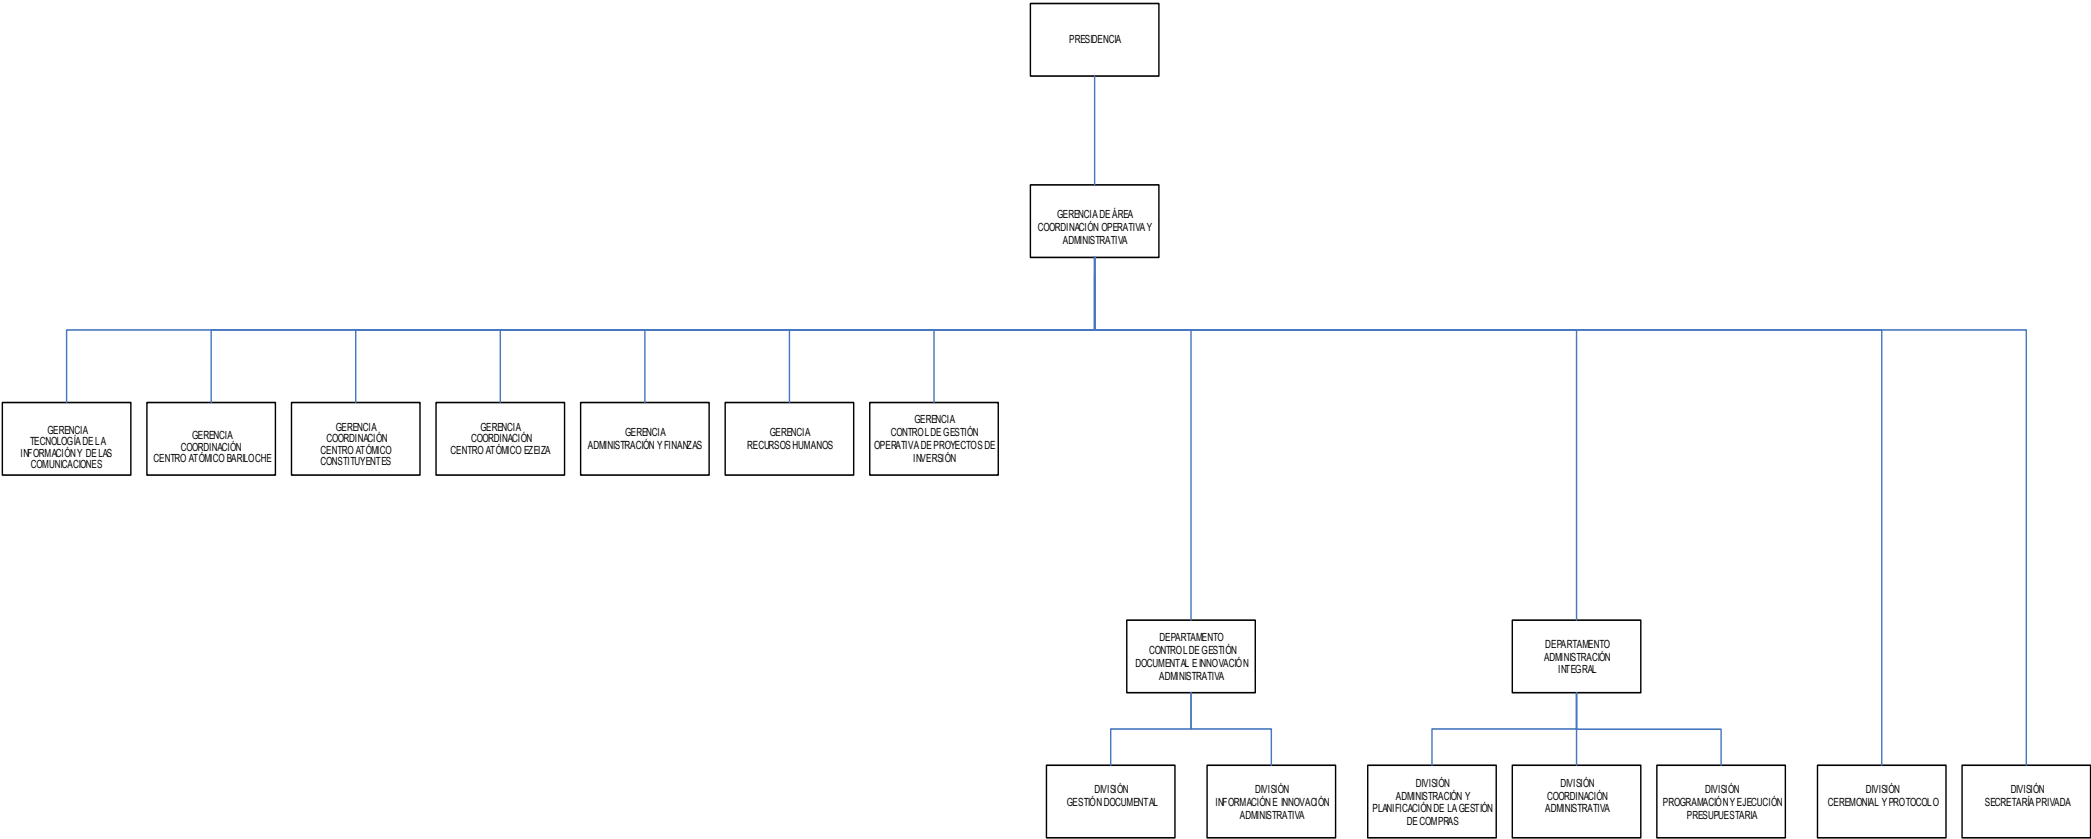 PRESIDENCIA
GERENCIA DE ÁREA
COORDINACIÓN OPERATIVA Y
ADMINISTRATIVA
GERENCIA
TECNOLOGÍA DE LA
INFORMACIÓN Y DE LAS
COMUNICACIONES
GERENCIA
COORDINACIÓN
CENTRO ATÓMICO BARILOCHE
GERENCIA
COORDINACIÓN
CENTRO ATÓMICO
CONSTITUYENTES
GERENCIA
COORDINACIÓN
CENTRO ATÓMICO EZEIZA
GERENCIA
ADMINISTRACIÓN Y FINANZAS
GERENCIA
RECURSOS HUMANOS
GERENCIA
CONTROL DE GESTIÓN
OPERATIVA DE PROYECTOS DE
INVERSIÓN
DEPARTAMENTO
CONTROL DE GESTIÓN
DOCUMENTAL E INNOVACIÓN
ADMINISTRATIVA
DEPARTAMENTO
ADMINISTRACIÓN
INTEGRAL
DIVISIÓN
GESTIÓN DOCUMENTAL
DIVISIÓN
INFORMACIÓN E INNOVACIÓN
ADMINISTRATIVA
DIVISIÓN
ADMINISTRACIÓN Y
PLANIFICACIÓN DE LA GESTIÓN
DE COMPRAS
DIVISIÓN
COORDINACIÓN
ADMINISTRATIVA
DIVISIÓN
PROGRAMACIÓN Y EJECUCIÓN
PRESUPUESTARIA
DIVISIÓN
CEREMONIAL Y PROTOCOLO
DIVISIÓN
SECRETARÍA PRIVADA